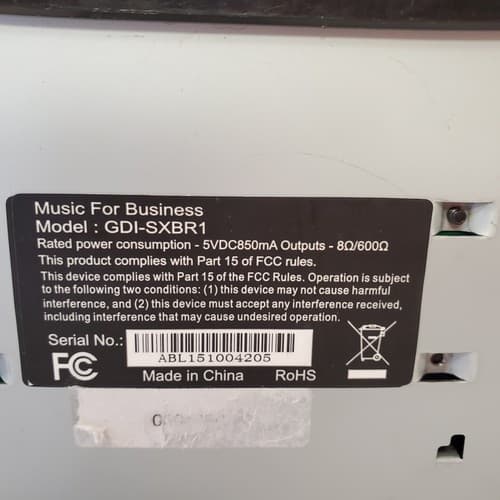 Music For Business
Model : GDI-SXBR1
Rated power consumption - 5VDC850mA Outputs - 8Ω/600Ω
This product complies with Part 15 of FCC rules.
This device complies with Part 15 of the FCC Rules. Operation is subject
to the following two conditions: (1) this device may not cause harmful
interference, and (2) this device must accept any interference received,
including interference that may cause undesired operation.
Serial No.:
ABL151004205
FC
Made in China RoHS